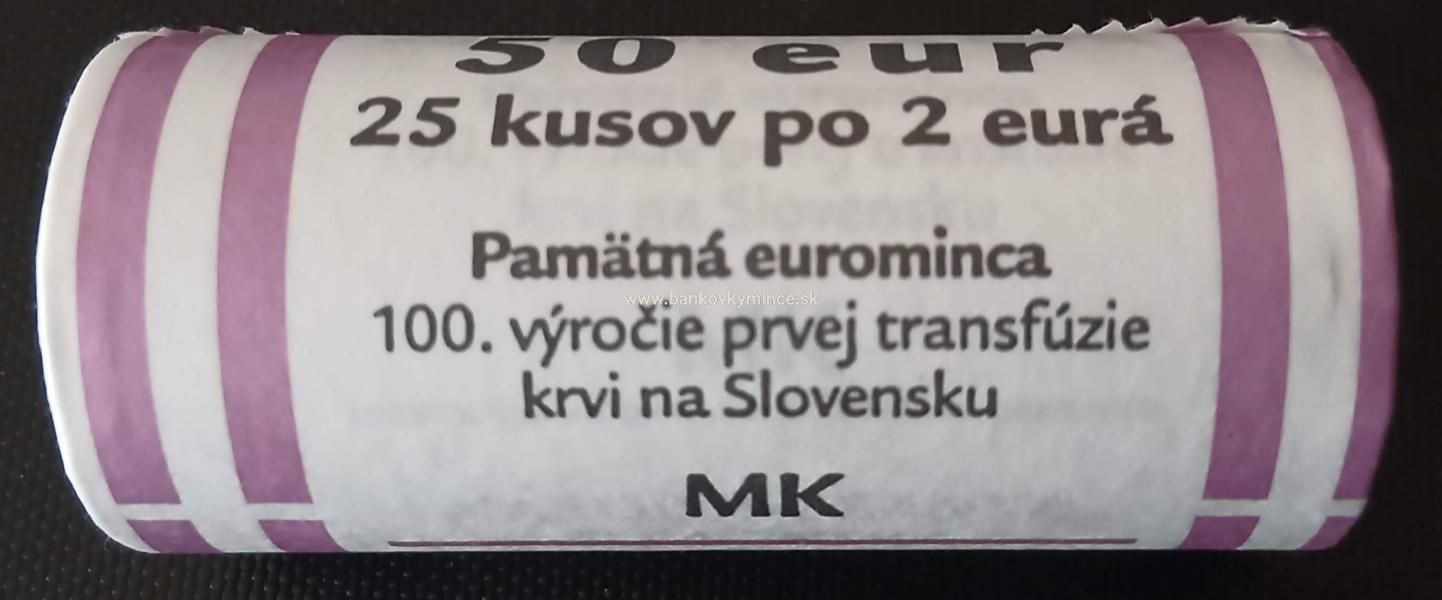 50 eur
25 kusov po 2 eurá
Pamätná eurominca
www.bankovkymince.sk
100. výročie prvej transfúzie
krvi na Slovensku
MK